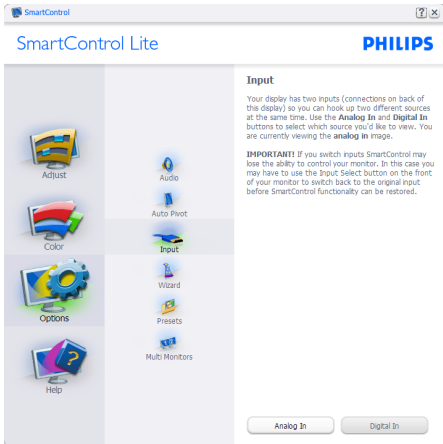 SmartControl
SmartControl Lite
PHILIPS
Adjust
Color
Options
Help
Audio
Auto Pivot
Input
Wizard
Presets
Multi Monitors
Input
Your display has two inputs (connections on back of
this display) so you can hook up two different sources
at the same time. Use the Analog In and Digital In
buttons to select which source you'd like to view. You
are currently viewing the analog in image.
IMPORTANT! If you switch inputs SmartControl may
lose the ability to control your monitor. In this case you
may have to use the Input Select button on the front
of your monitor to switch back to the original input
before SmartControl functionality can be restored.
Analog In
Digital In